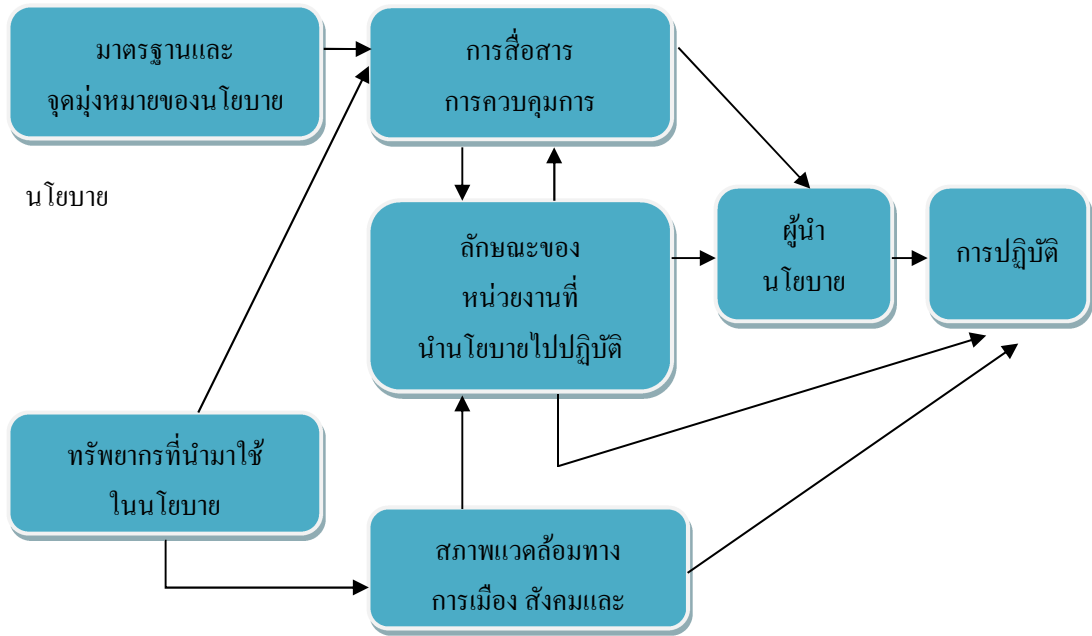 มาตรฐานและ
จุดมุ่งหมายของนโยบาย
การสื่อสาร
การควบคุมการ
นโยบาย
ลักษณะของ
หน่วยงานที่
นำนโยบายไปปฏิบัติ
ผู้นำ
นโยบาย
การปฏิบัติ
ทรัพยากรที่นำมาใช้
ในนโยบาย
สภาพแวดล้อมทาง
การเมือง สังคมและ